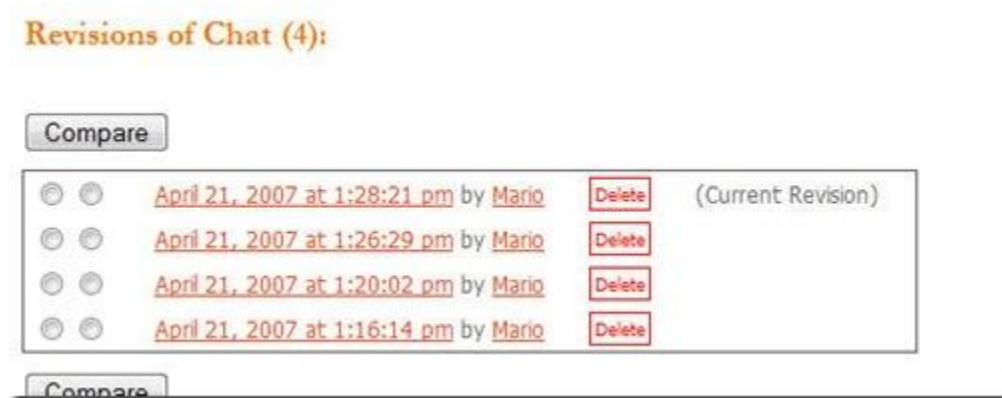 Revisions of Chat (4):
Compare
April 21, 2007 at 1:28:21 pm by Mario Delete (Current Revision)
April 21, 2007 at 1:26:29 pm by Mario Delete
April 21, 2007 at 1:20:02 pm by Mario Delete
April 21, 2007 at 1:16:14 pm by Mario Delete
Compare